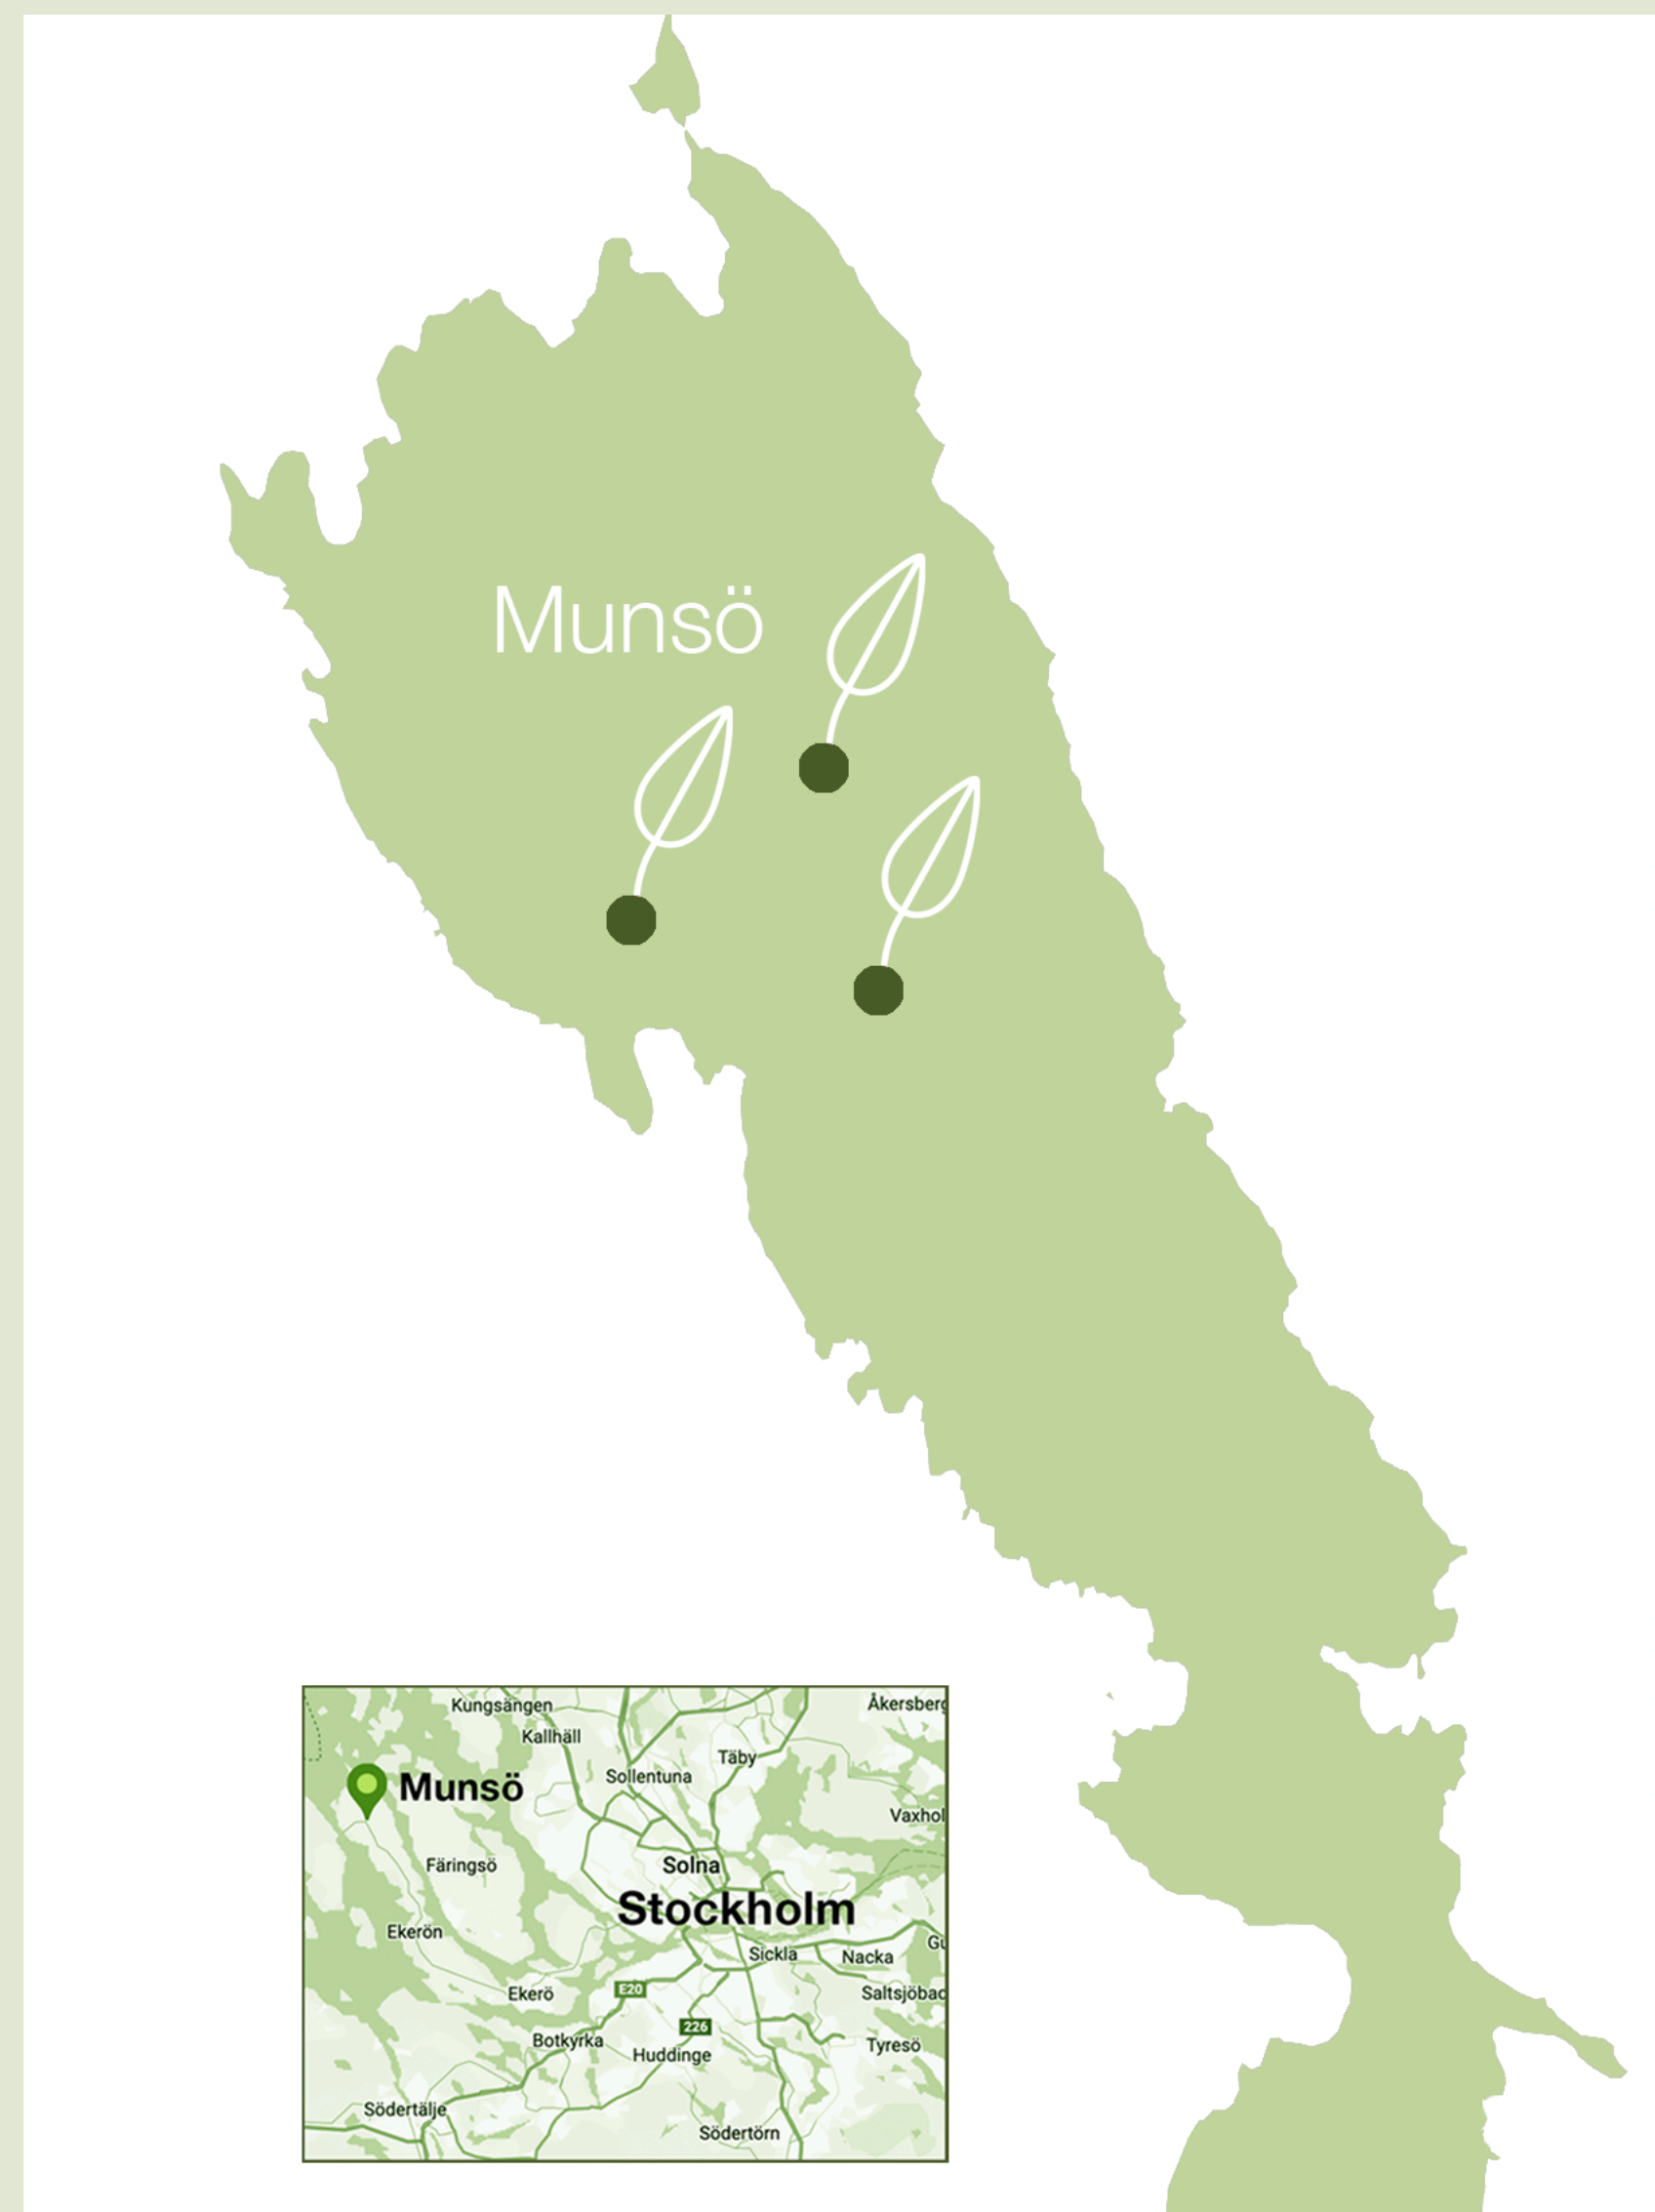 Munsö
Kungsängen
Åkersberg
Kallhäll
Täby
Sollentuna
Munsö
Vaxhol
Färingsö
Solna
Stockholm
Ekerön
Sickla
Nacka
Gu
Ekerö
E20
Saltsjöbad
226
Botkyrka
Huddinge
Tyresö
Södertälje
Södertörn